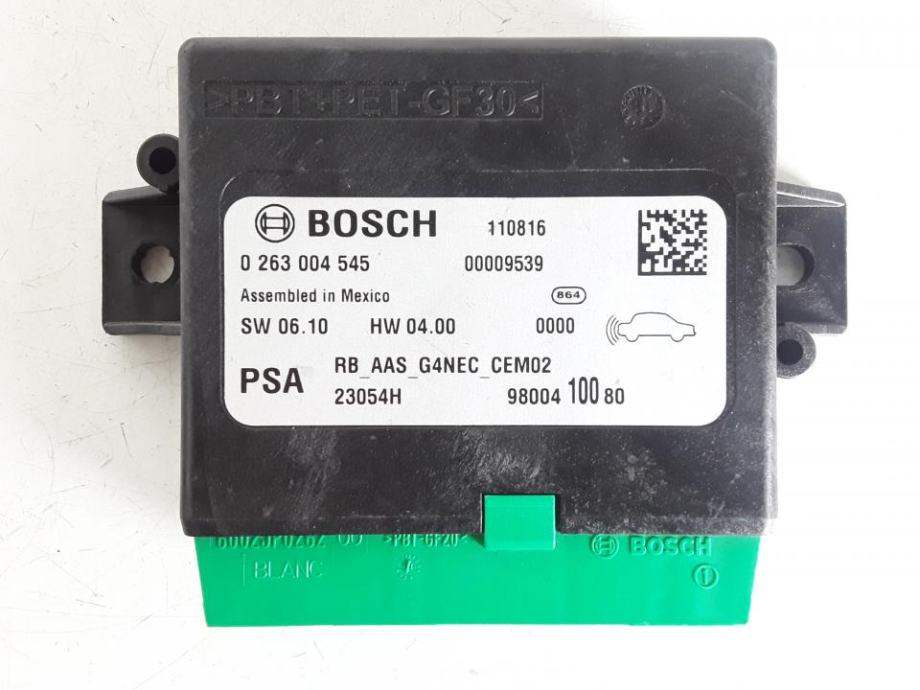 >PBT+PET-GF30<
BOSCH 110816
0 263 004 545 00009539
Assembled in Mexico 864
SW 06.10 HW 04.00 0000
PSA RB_AAS_G4NEC_CEM02
23054H 98004 100 80
>PBT-GF20< BOSCH
BLANC 1